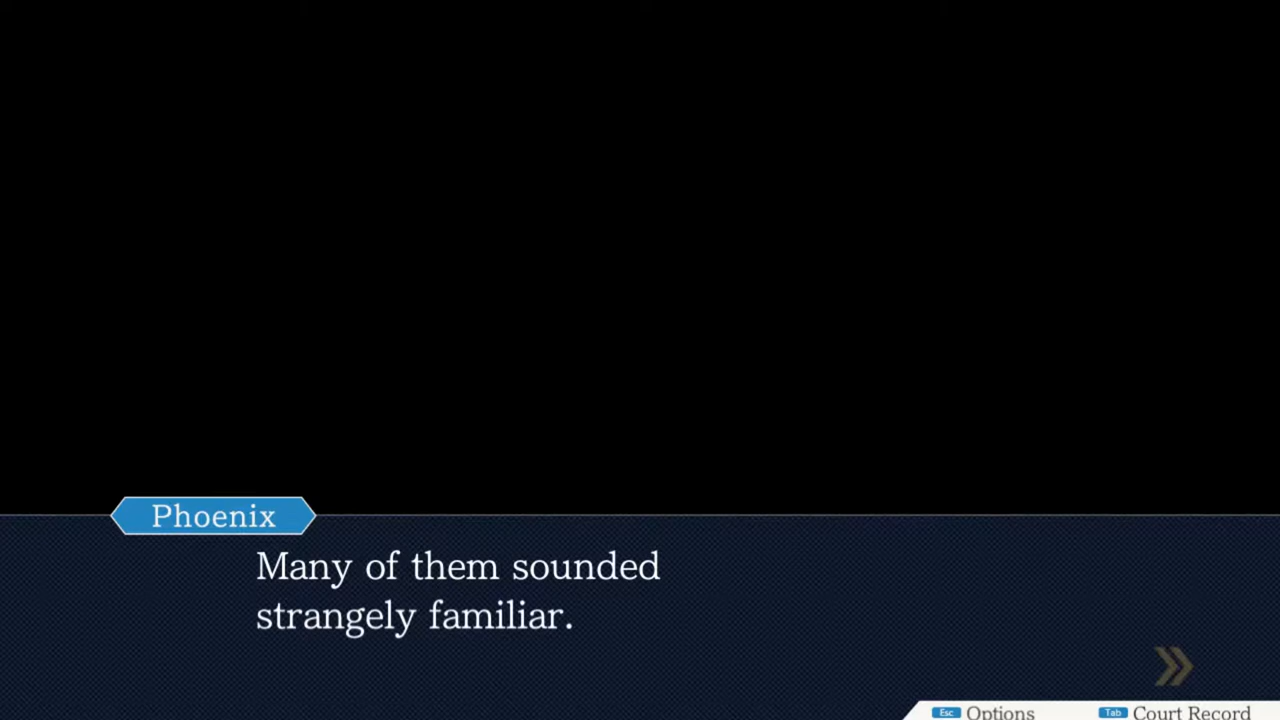 Phoenix
Many of them sounded
strangely familiar.
Esc Options Tab Court Record